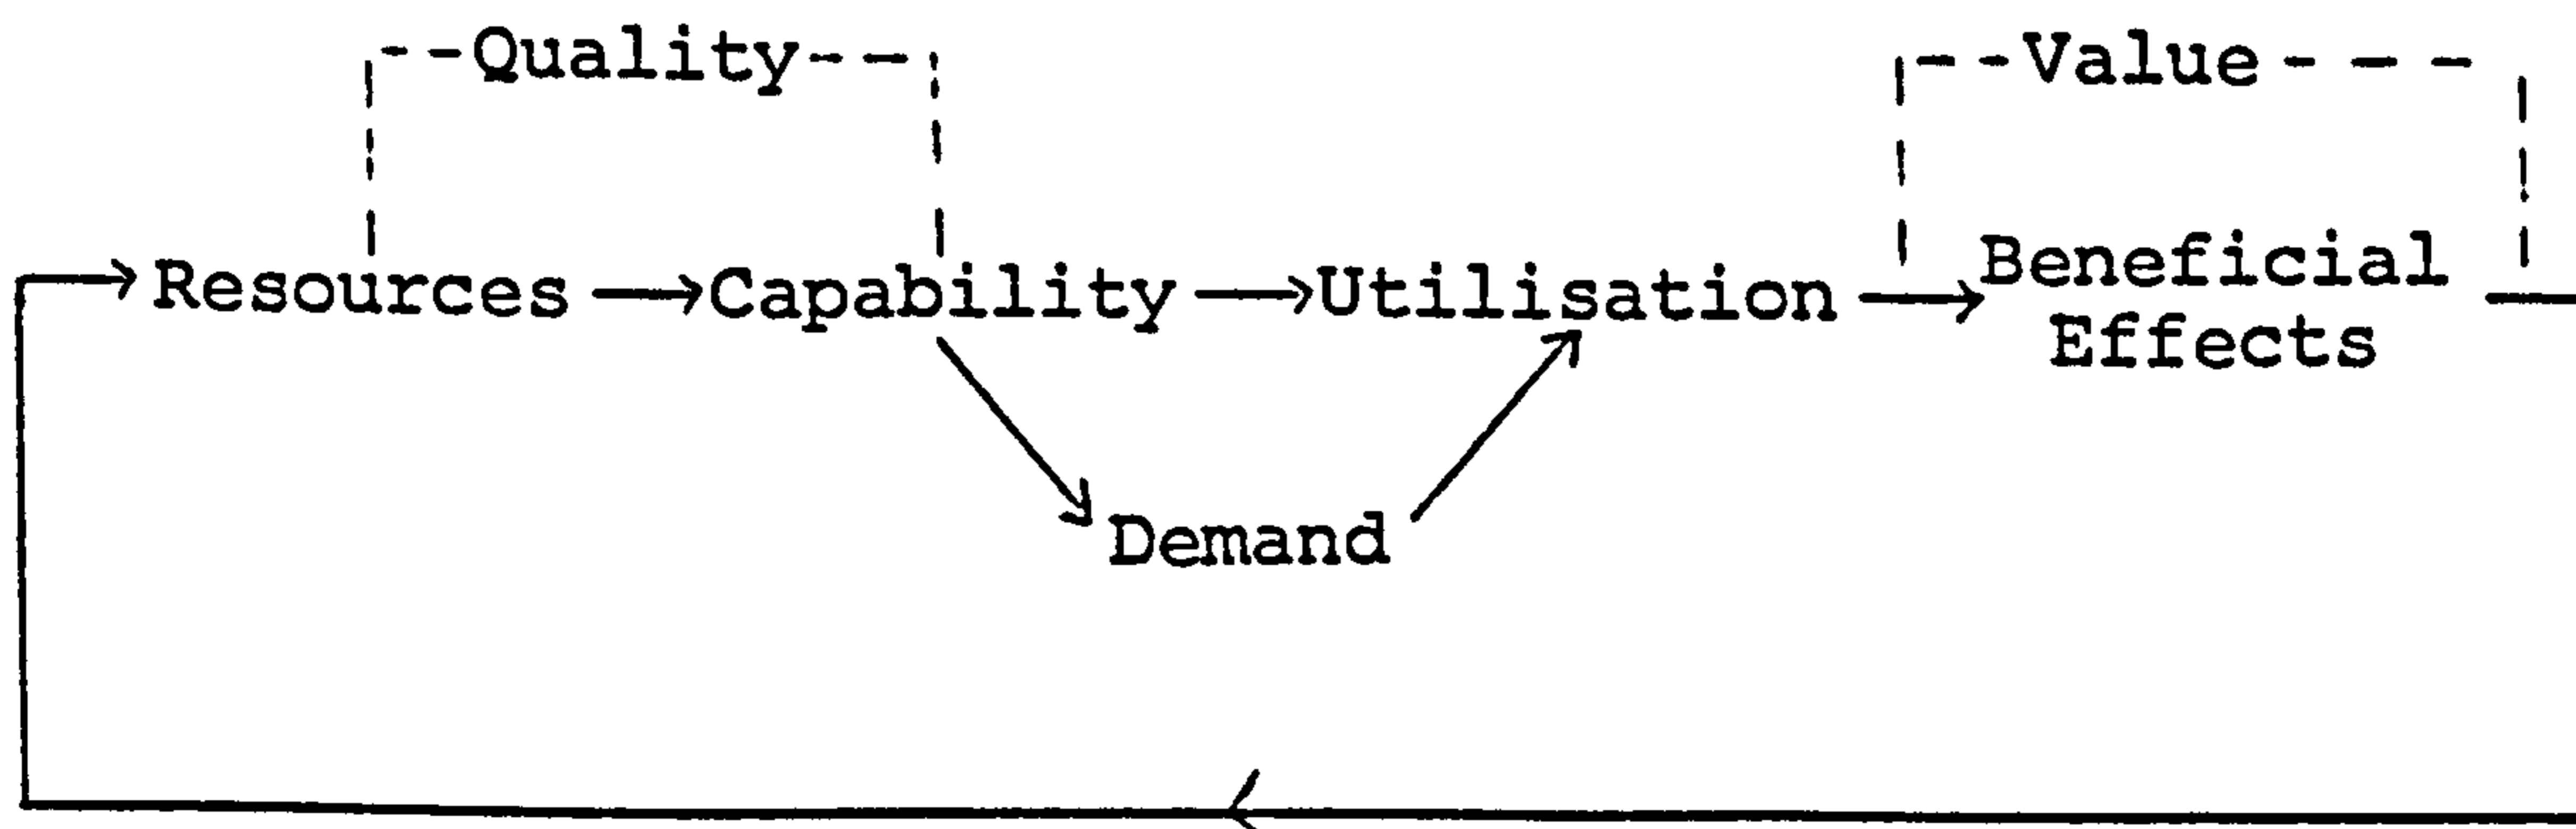 Quality
Value
Resources
Capability
Utilisation
Beneficial
Effects
Demand